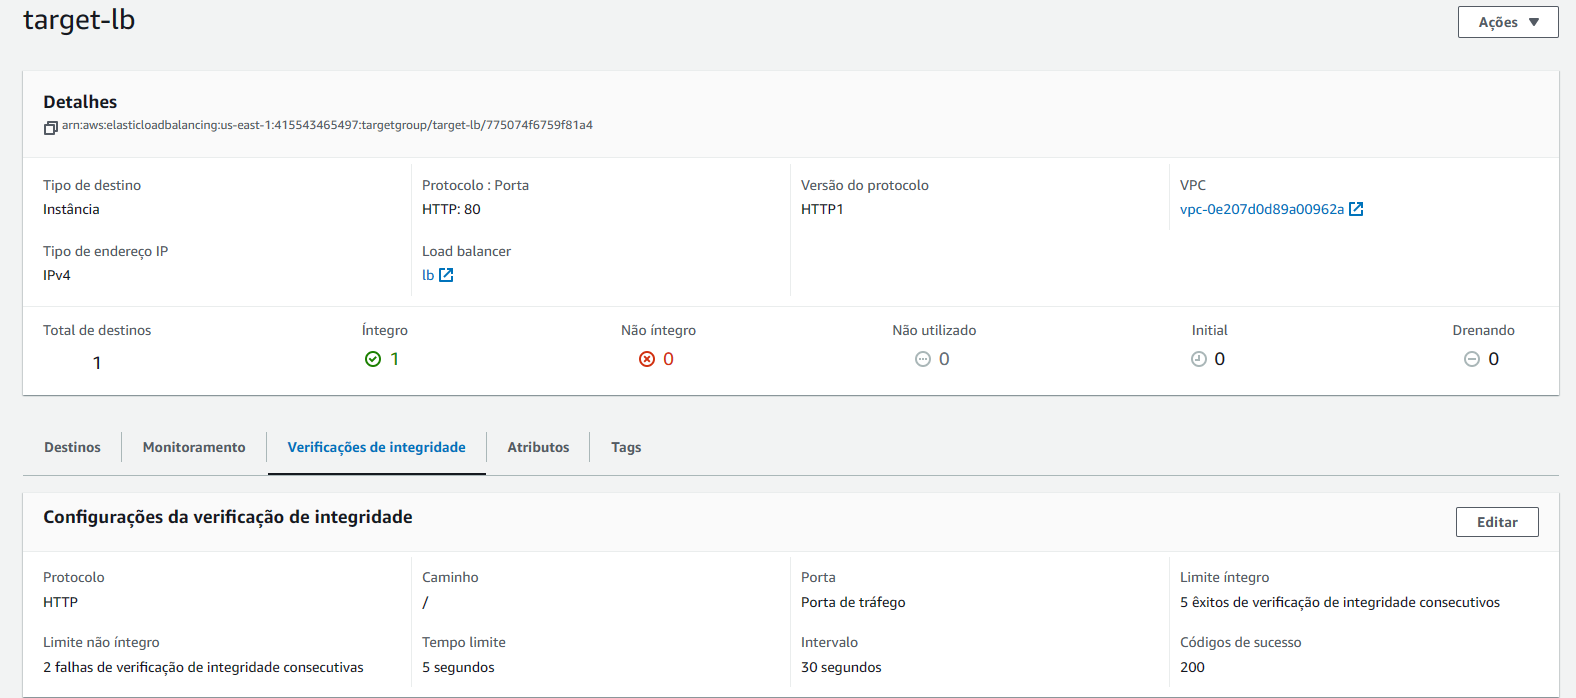 target-lb
Ações
Detalhes
arn:aws:elasticloadbalancing:us-east-1:415543465497:targetgroup/target-lb/775074f6759f81a4
Tipo de destino
Instância
Protocolo : Porta
HTTP: 80
Versão do protocolo
HTTP1
VPC
vpc-0e207d0d89a00962a
Tipo de endereço IP
IPv4
Load balancer
lb
Total de destinos
1
Íntegro
1
Não íntegro
0
Não utilizado
0
Initial
0
Drenando
0
Destinos
Monitoramento
Verificações de integridade
Atributos
Tags
Configurações da verificação de integridade
Editar
Protocolo
HTTP
Caminho
/
Porta
Porta de tráfego
Limite íntegro
5 êxitos de verificação de integridade consecutivos
Limite não íntegro
2 falhas de verificação de integridade consecutivas
Tempo limite
5 segundos
Intervalo
30 segundos
Códigos de sucesso
200